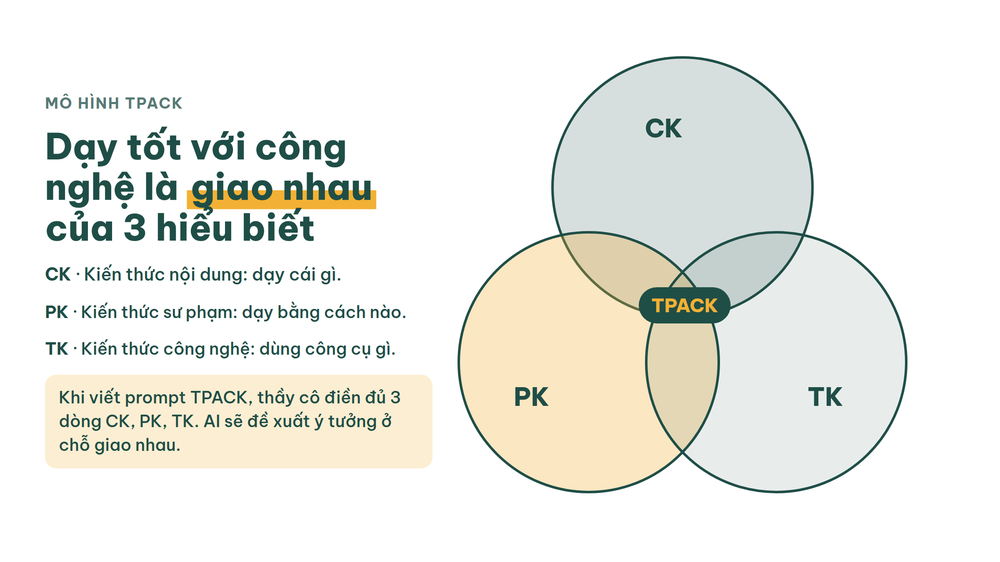 MÔ HÌNH TPACK
Dạy tốt với công
nghệ là giao nhau
của 3 hiểu biết
CK · Kiến thức nội dung: dạy cái gì.
PK · Kiến thức sư phạm: dạy bằng cách nào.
TK · Kiến thức công nghệ: dùng công cụ gì.
Khi viết prompt TPACK, thầy cô điền đủ 3
dòng CK, PK, TK. AI sẽ đề xuất ý tưởng ở
chỗ giao nhau.
CK
TPACK
PK
TK